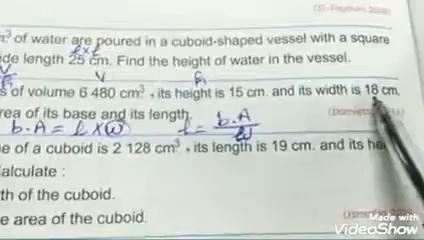 m³ of water are poured in a cuboid-shaped vessel with a square
l x l
de length 25 cm. Find the height of water in the vessel.
V
s of volume 6 480 cm³ , its height is 15 cm. and its width is 18 cm.
rea of its base and its length.
b.A = l x w l = b.A / w
e of a cuboid is 2 128 cm³ , its length is 19 cm. and its he
alculate :
th of the cuboid.
e area of the cuboid.
Made with
VideoShow